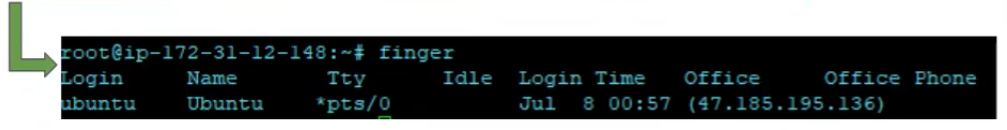 root@ip-172-31-12-148:~# finger
Login     Name       Tty      Idle  Login Time   Office     Office Phone
ubuntu    Ubuntu    *pts/0          Jul  8 00:57 (47.185.195.136)